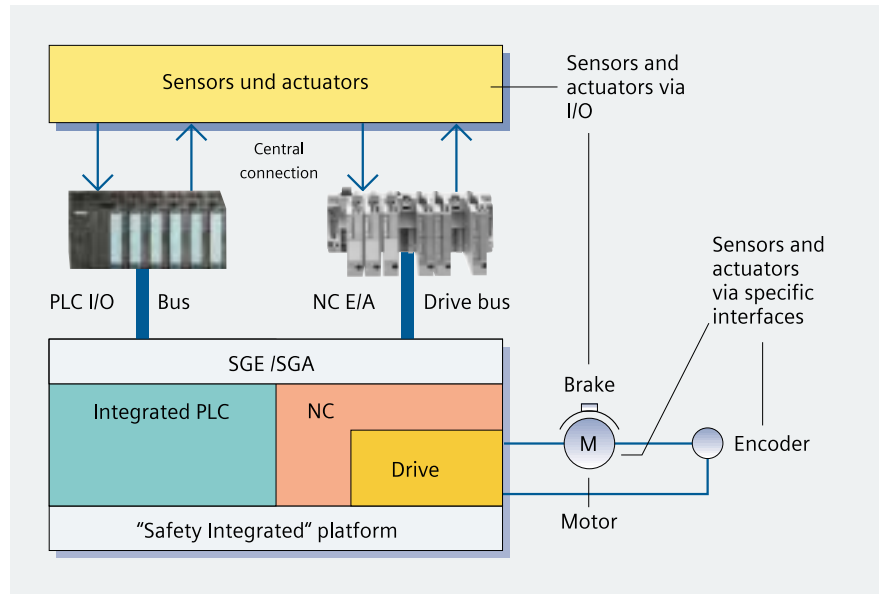 Sensors und actuators
Sensors and
actuators via
I/O
Central
connection
PLC I/O
Bus
NC E/A
Drive bus
Sensors and
actuators
via specific
interfaces
SGE /SGA
Integrated PLC
NC
Drive
"Safety Integrated" platform
Brake
M
Encoder
Motor